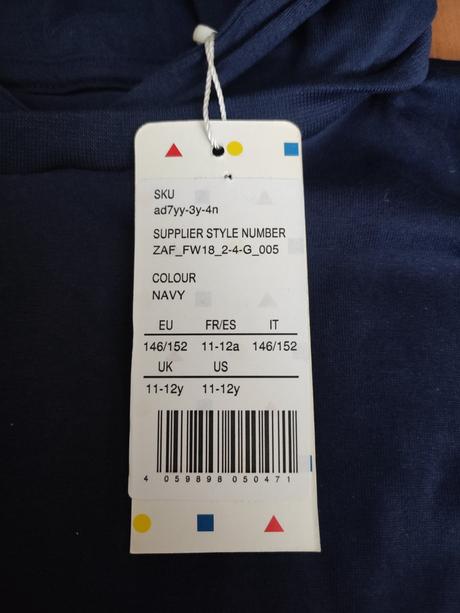 SKU
ad7yy-3y-4n
SUPPLIER STYLE NUMBER
ZAF_FW18_2-4-G_005
COLOUR
NAVY
EU FR/ES IT
146/152 11-12a 146/152
UK US
11-12y 11-12y
4 059898 050471